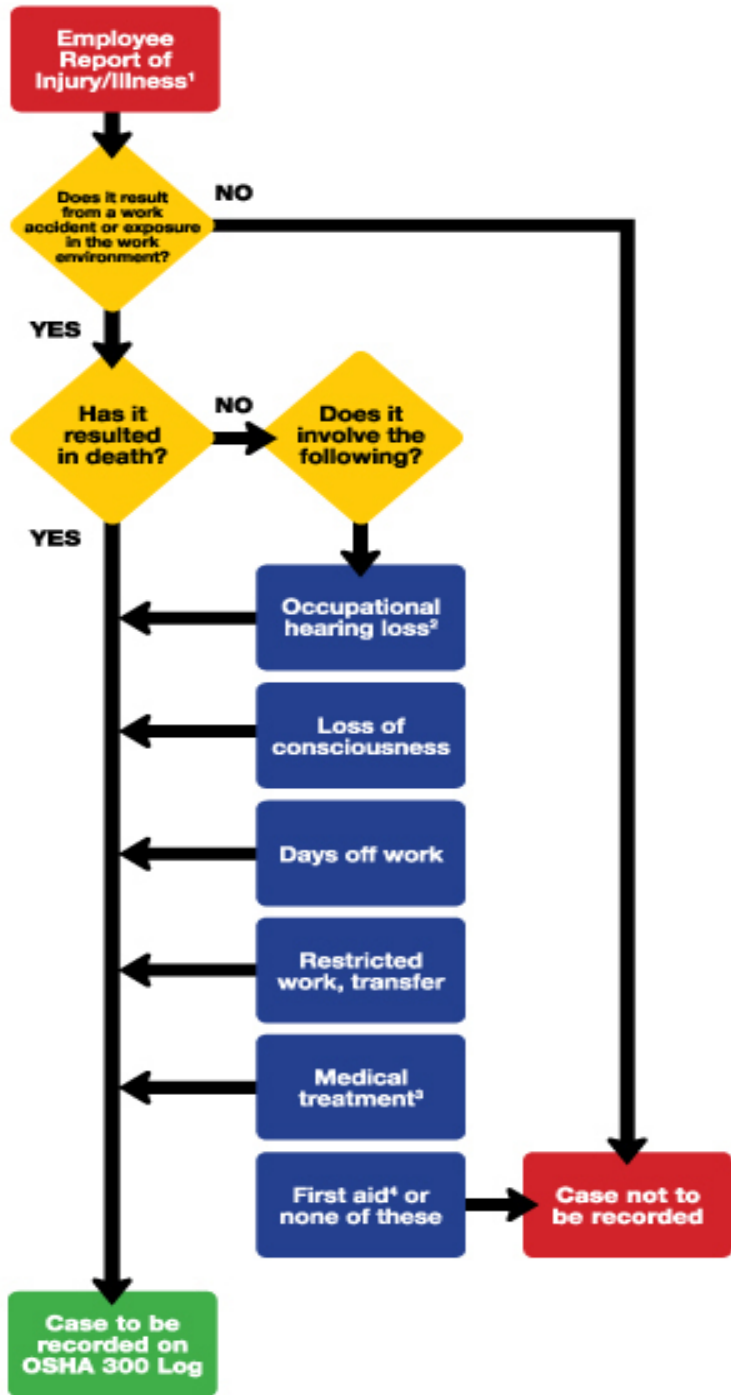 Employee
Report of
Injury/Illness¹
Does it result
from a work
accident or exposure
in the work
environment?
NO
YES
Has it
resulted
in death?
NO
Does it
involve the
following?
YES
Occupational
hearing loss²
Loss of
consciousness
Days off work
Restricted
work, transfer
Medical
treatment³
First aid⁴ or
none of these
Case not to
be recorded
Case to be
recorded on
OSHA 300 Log